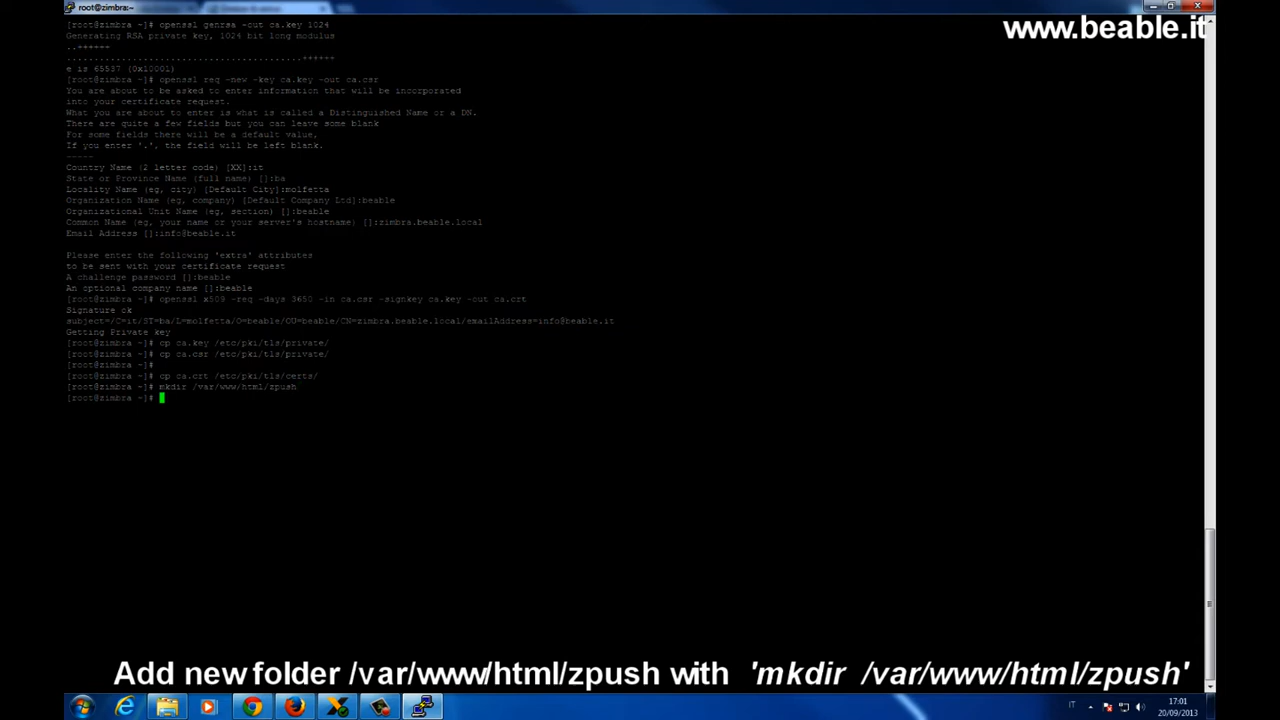 root@zimbra:~
www.beable.it
[root@zimbra ~]# openssl genrsa -out ca.key 1024
Generating RSA private key, 1024 bit long modulus
..++++++
e is 65537 (0x10001)
[root@zimbra ~]# openssl req -new -key ca.key -out ca.csr
You are about to be asked to enter information that will be incorporated
into your certificate request.
What you are about to enter is what is called a Distinguished Name or a DN.
There are quite a few fields but you can leave some blank
For some fields there will be a default value,
If you enter '.', the field will be left blank.
-----
Country Name (2 letter code) [XX]:it
State or Province Name (full name) []:ba
Locality Name (eg, city) [Default City]:molfetta
Organization Name (eg, company) [Default Company Ltd]:beable
Organizational Unit Name (eg, section) []:beable
Common Name (eg, your name or your server's hostname) []:zimbra.beable.local
Email Address []:info@beable.it
Please enter the following 'extra' attributes
to be sent with your certificate request
A challenge password []:beable
An optional company name []:beable
[root@zimbra ~]# openssl x509 -req -days 3650 -in ca.csr -signkey ca.key -out ca.crt
Signature ok
subject=/C=it/ST=ba/L=molfetta/O=beable/OU=beable/CN=zimbra.beable.local/emailAddress=info@beable.it
Getting Private key
[root@zimbra ~]# cp ca.key /etc/pki/tls/private/
[root@zimbra ~]# cp ca.csr /etc/pki/tls/private/
[root@zimbra ~]#
[root@zimbra ~]# cp ca.crt /etc/pki/tls/certs/
[root@zimbra ~]# mkdir /var/www/html/zpush
[root@zimbra ~]#
Add new folder /var/www/html/zpush with 'mkdir /var/www/html/zpush'
IT
17:01
20/09/2013